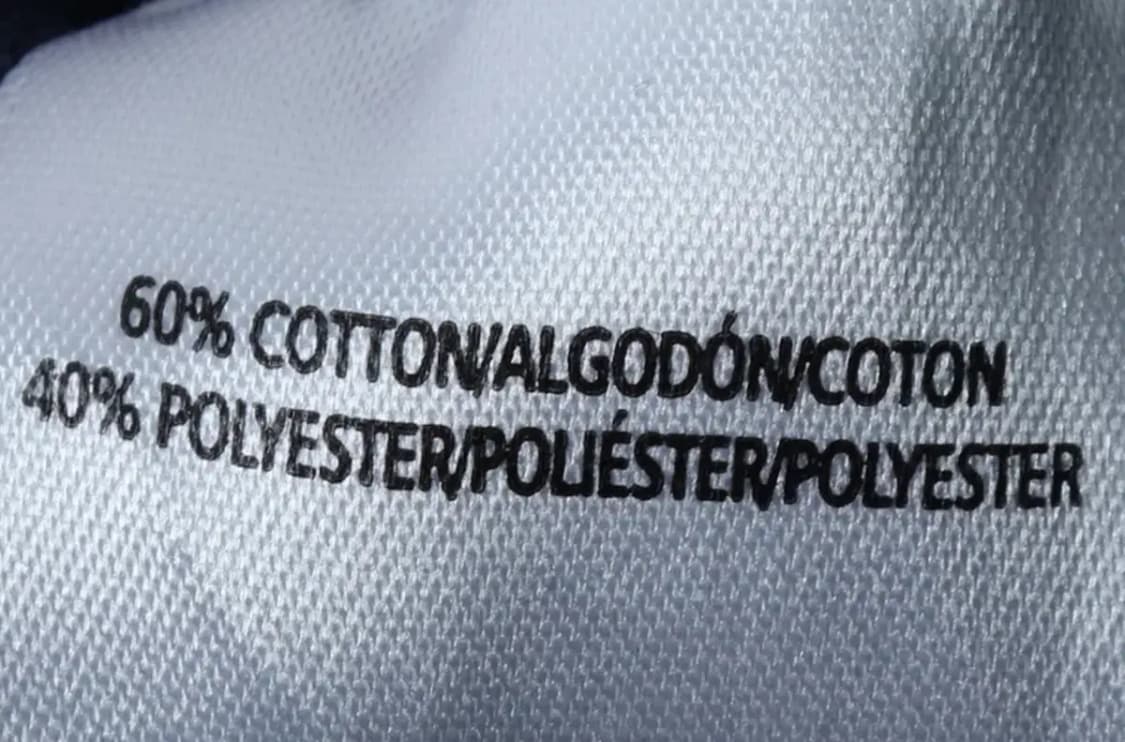 60% COTTON/ALGODÓN/COTON
40% POLYESTER/POLIÉSTER/POLYESTER